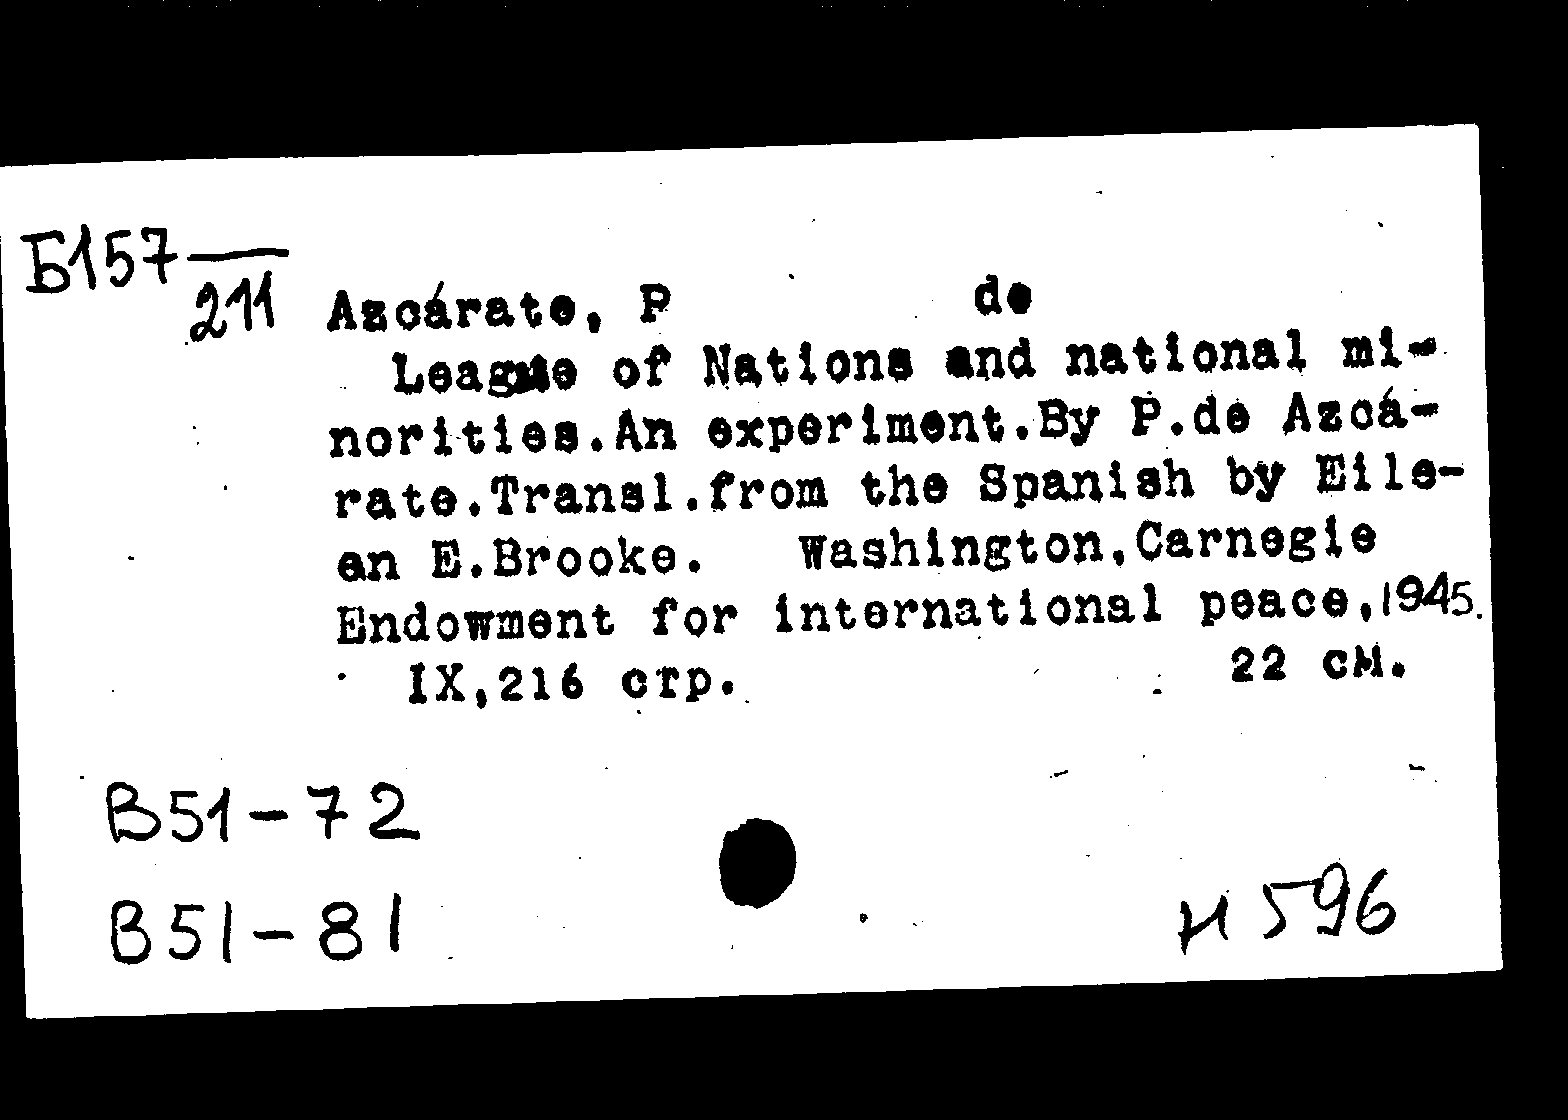 Б157
211
Azcárate, P de
League of Nations and national mi-
norities.An experiment.By P.de Azcá-
rate.Transl.from the Spanish by Eile-
en E.Brooke. Washington,Carnegie
Endowment for international peace,1945.
IX,216 стр. 22 см.
B51-72
B51-81
И 596